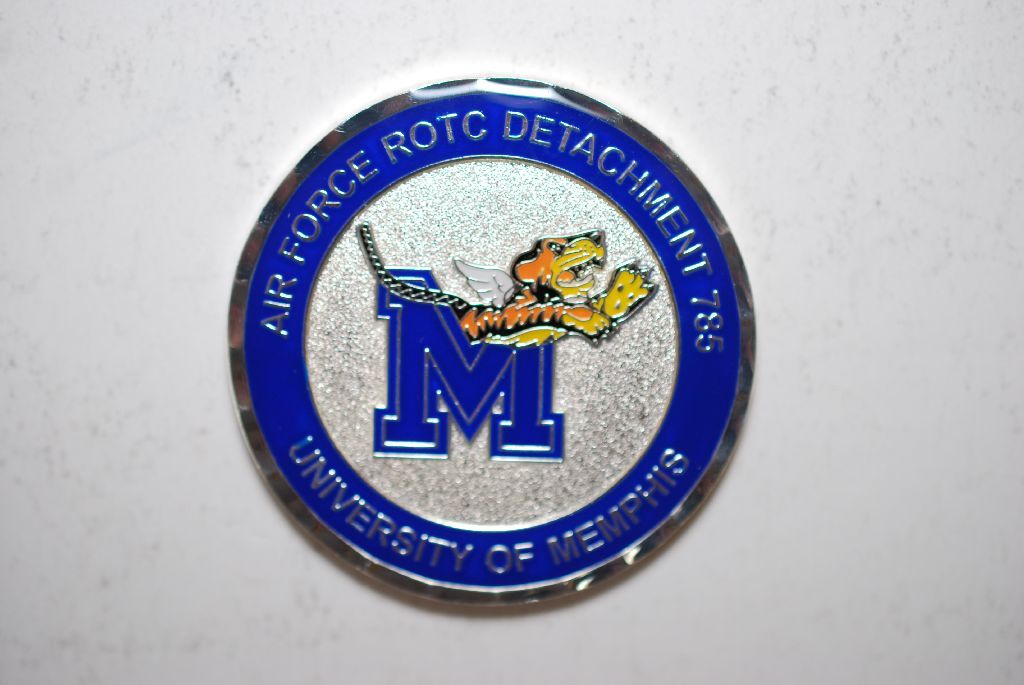 AIR FORCE ROTC DETACHMENT 785
M
UNIVERSITY OF MEMPHIS